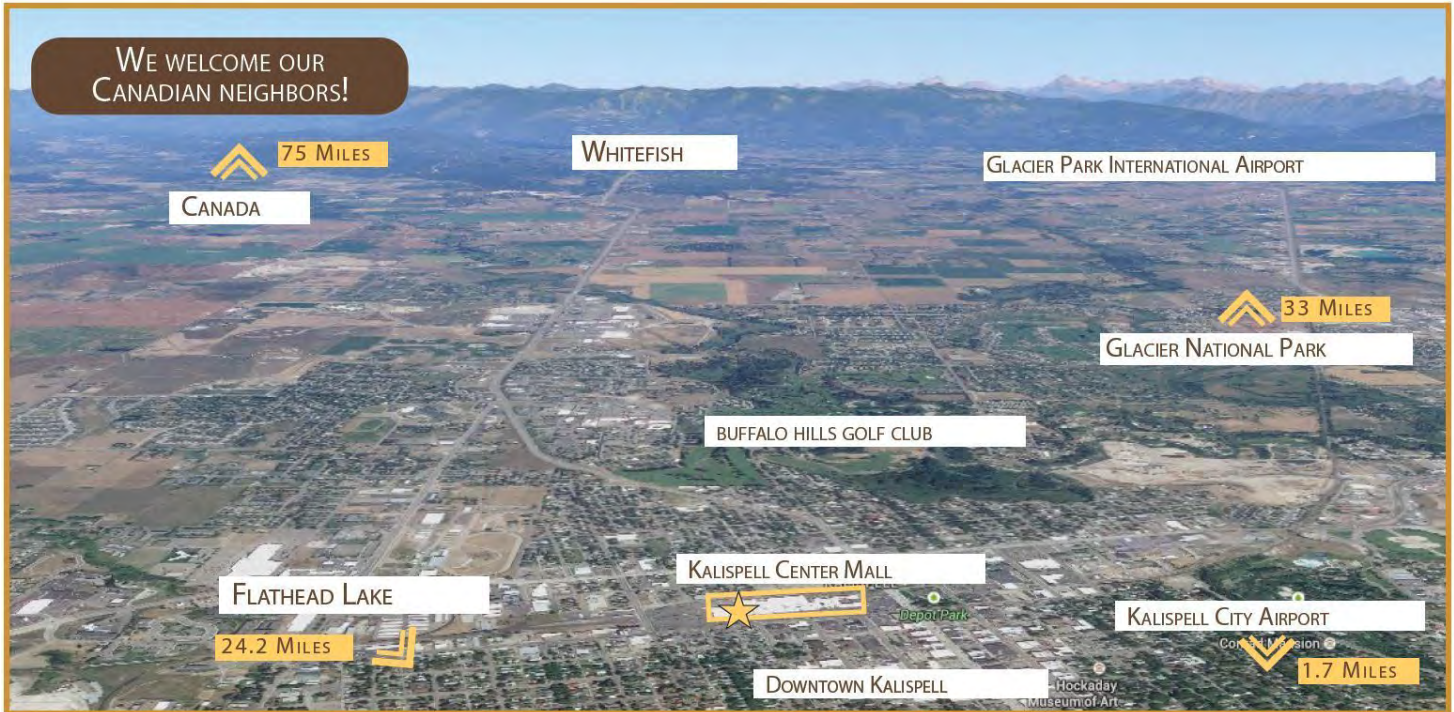 We welcome our
Canadian neighbors!
75 Miles
Canada
Whitefish
Glacier Park International Airport
33 Miles
Glacier National Park
buffalo hills golf club
Kalispell Center Mall
Flathead Lake
24.2 Miles
Depot Park
Kalispell City Airport
1.7 Miles
Downtown Kalispell
Hockaday
Museum of Art